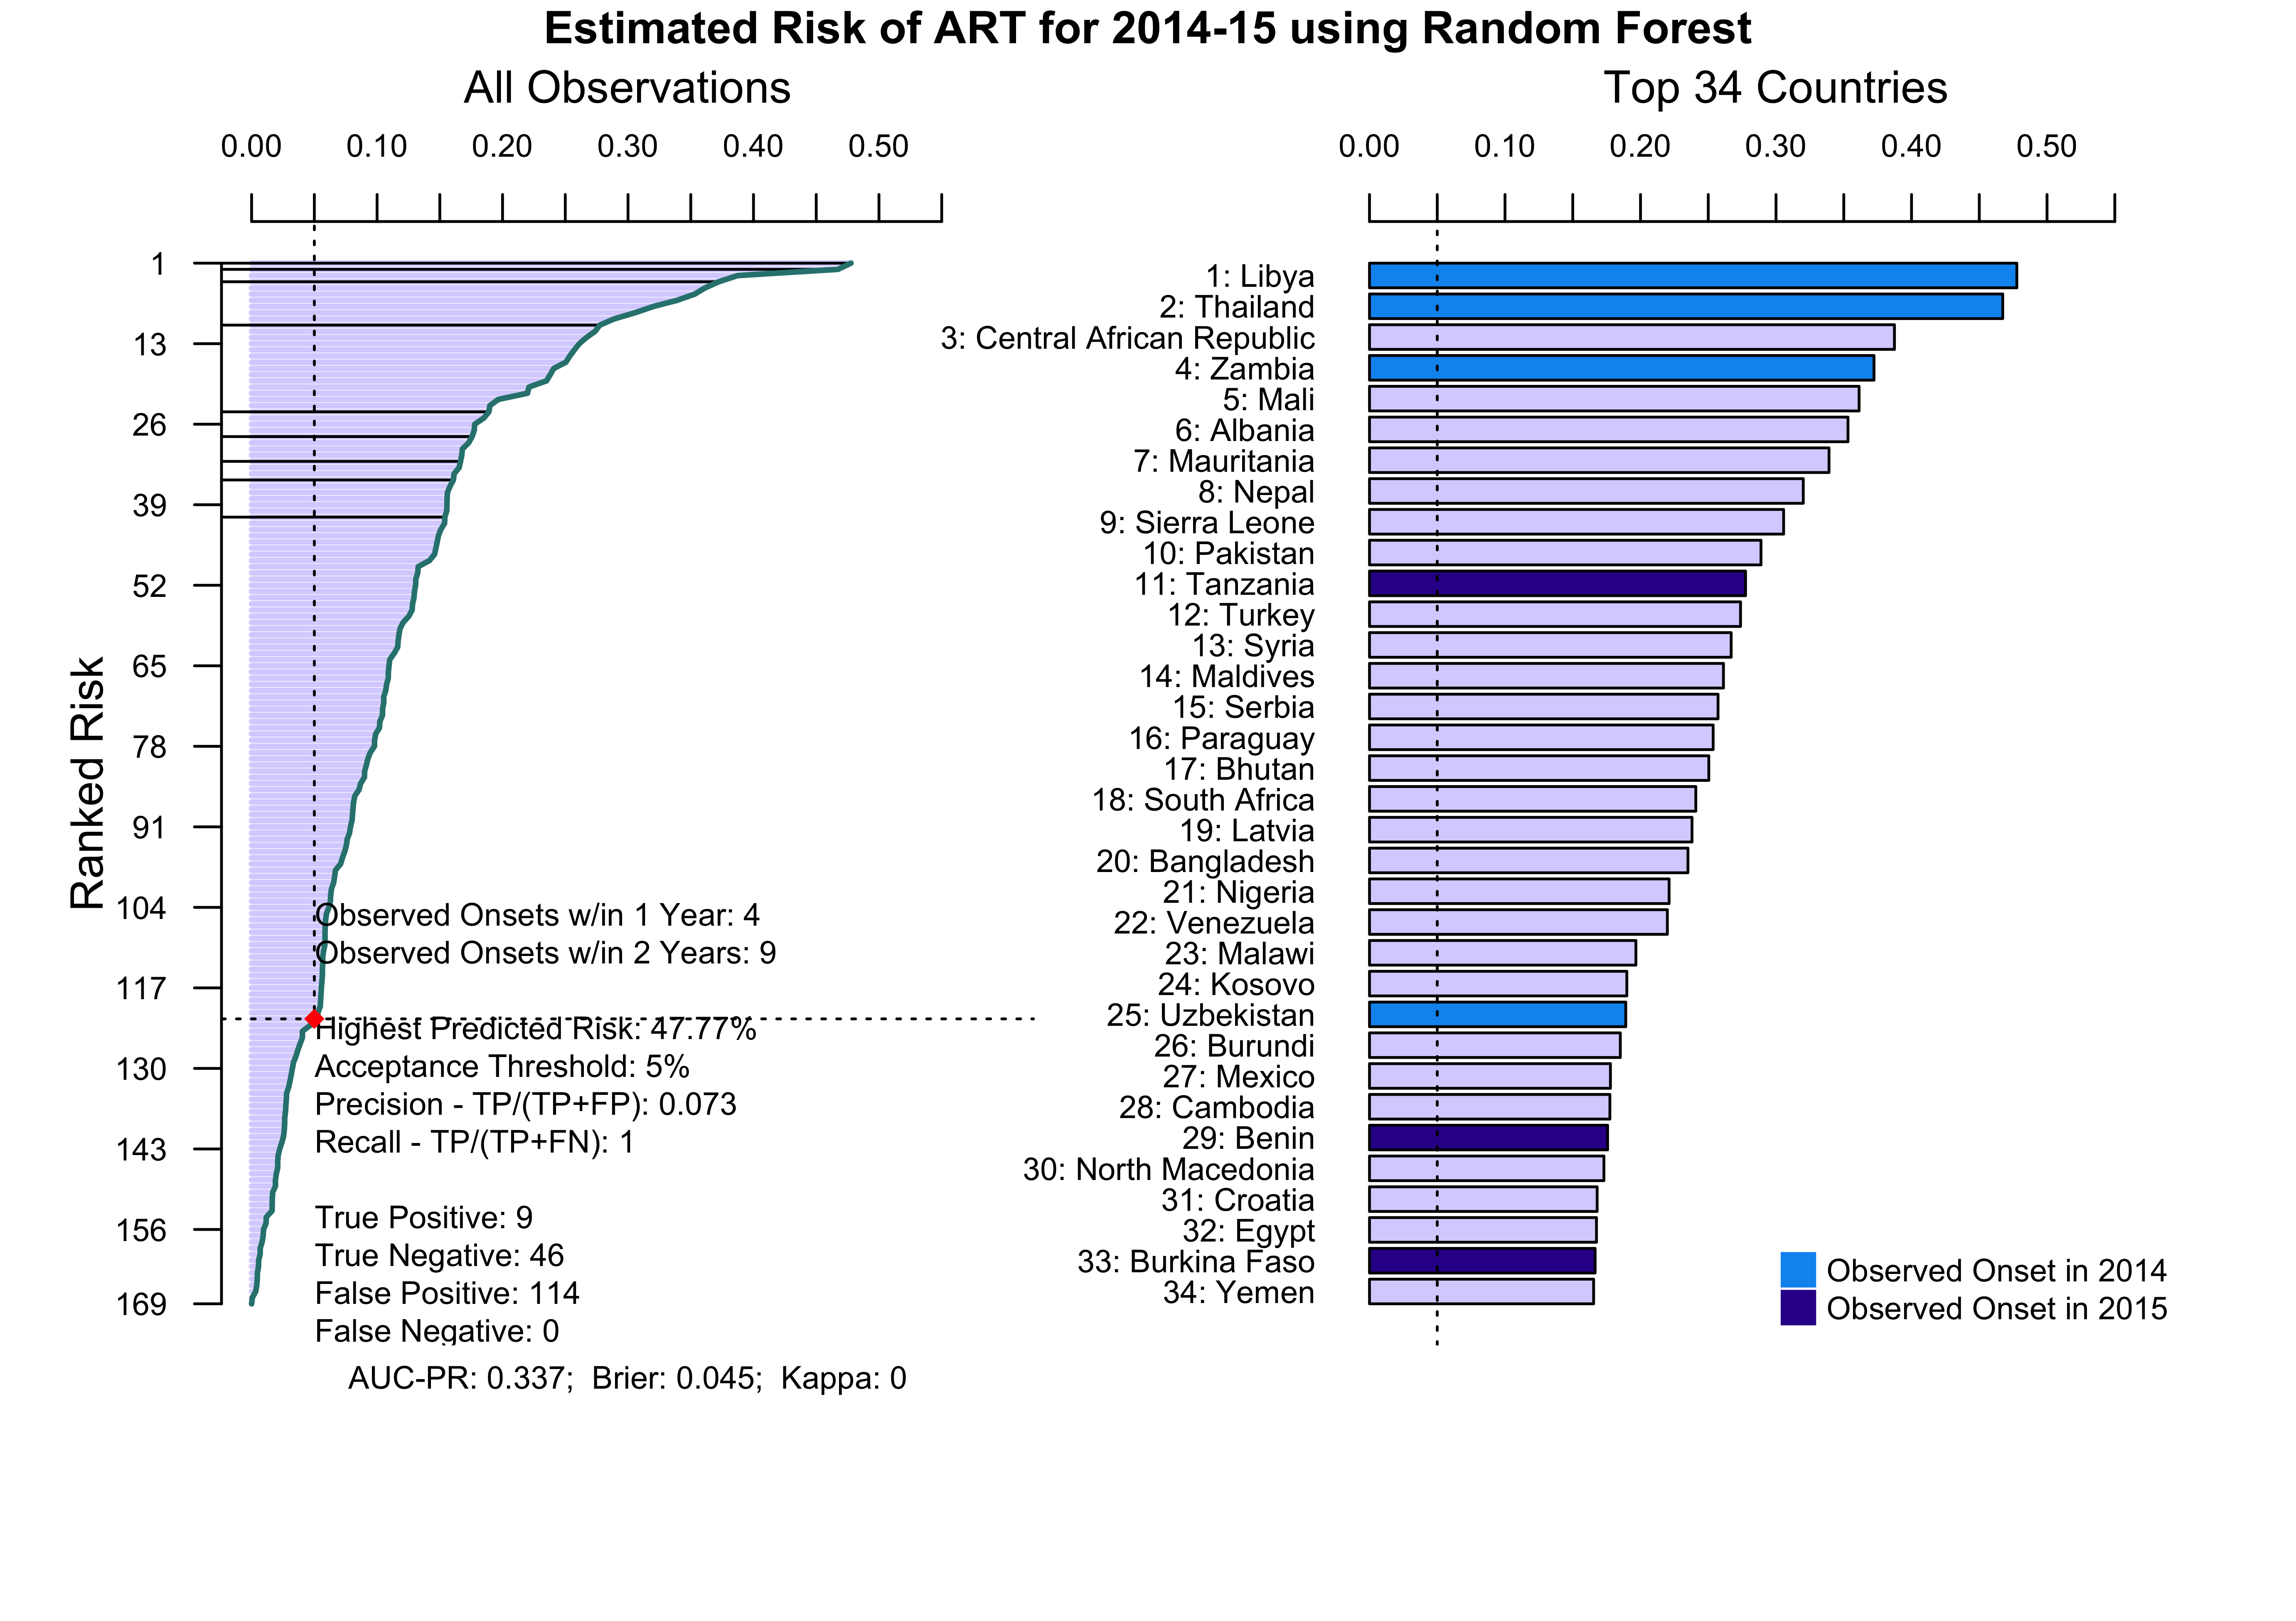 Estimated Risk of ART for 2014-15 using Random Forest
All Observations
0.00 0.10 0.20 0.30 0.40 0.50
Ranked Risk
1
13
26
39
52
65
78
91
104
117
130
143
156
169
Observed Onsets w/in 1 Year: 4
Observed Onsets w/in 2 Years: 9
Highest Predicted Risk: 47.77%
Acceptance Threshold: 5%
Precision - TP/(TP+FP): 0.073
Recall - TP/(TP+FN): 1
True Positive: 9
True Negative: 46
False Positive: 114
False Negative: 0
AUC-PR: 0.337; Brier: 0.045; Kappa: 0
Top 34 Countries
0.00 0.10 0.20 0.30 0.40 0.50
1: Libya
2: Thailand
3: Central African Republic
4: Zambia
5: Mali
6: Albania
7: Mauritania
8: Nepal
9: Sierra Leone
10: Pakistan
11: Tanzania
12: Turkey
13: Syria
14: Maldives
15: Serbia
16: Paraguay
17: Bhutan
18: South Africa
19: Latvia
20: Bangladesh
21: Nigeria
22: Venezuela
23: Malawi
24: Kosovo
25: Uzbekistan
26: Burundi
27: Mexico
28: Cambodia
29: Benin
30: North Macedonia
31: Croatia
32: Egypt
33: Burkina Faso
34: Yemen
Observed Onset in 2014
Observed Onset in 2015